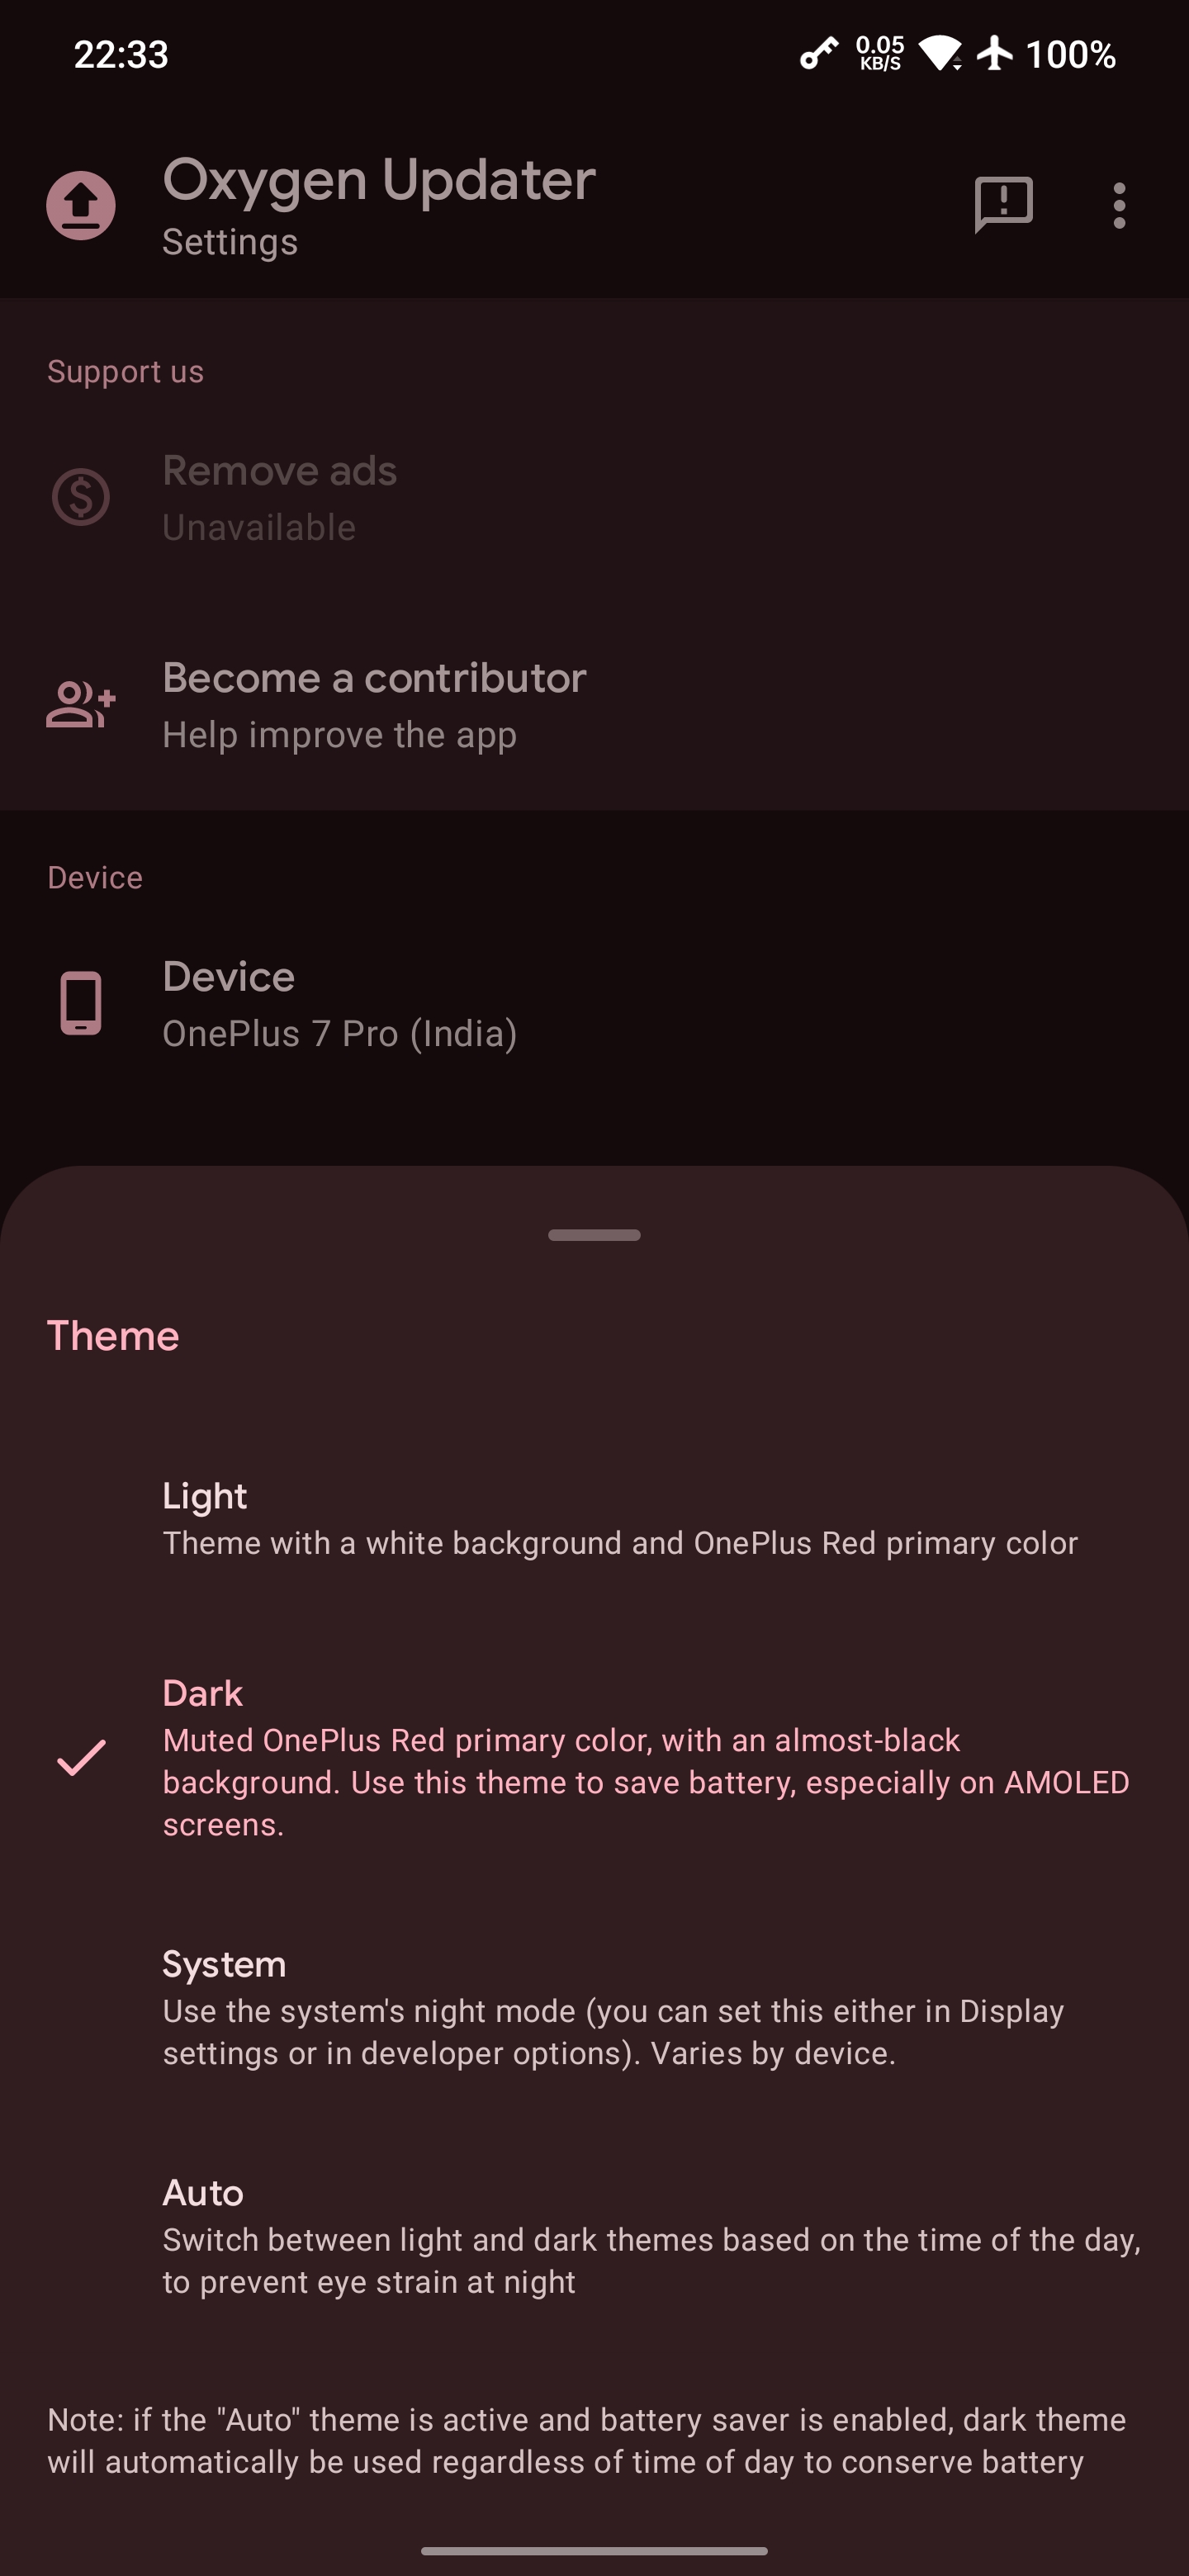 22:33
0.05
KB/S
100%
Oxygen Updater
Settings
Support us
Remove ads
Unavailable
Become a contributor
Help improve the app
Device
Device
OnePlus 7 Pro (India)
Theme
Light
Theme with a white background and OnePlus Red primary color
Dark
Muted OnePlus Red primary color, with an almost-black
background. Use this theme to save battery, especially on AMOLED
screens.
System
Use the system's night mode (you can set this either in Display
settings or in developer options). Varies by device.
Auto
Switch between light and dark themes based on the time of the day,
to prevent eye strain at night
Note: if the "Auto" theme is active and battery saver is enabled, dark theme
will automatically be used regardless of time of day to conserve battery